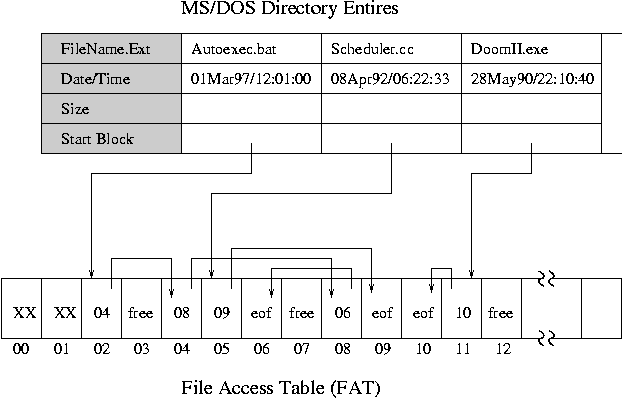 MS/DOS Directory Entires
FileName.Ext Autoexec.bat Scheduler.cc DoomII.exe
Date/Time 01Mar97/12:01:00 08Apr92/06:22:33 28May90/22:10:40
Size
Start Block
XX XX 04 free 08 09 eof free 06 eof eof 10 free
00 01 02 03 04 05 06 07 08 09 10 11 12
File Access Table (FAT)